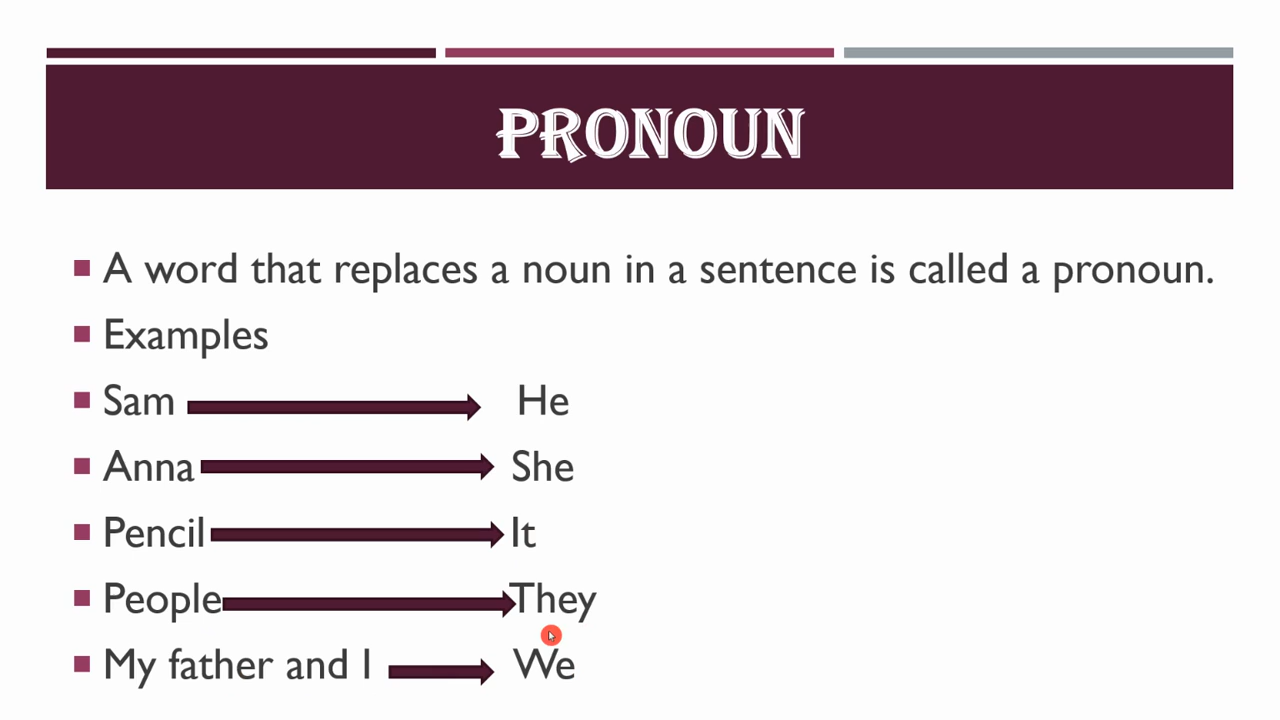 PRONOUN
A word that replaces a noun in a sentence is called a pronoun.
Examples
Sam He
Anna She
Pencil It
People They
My father and I We